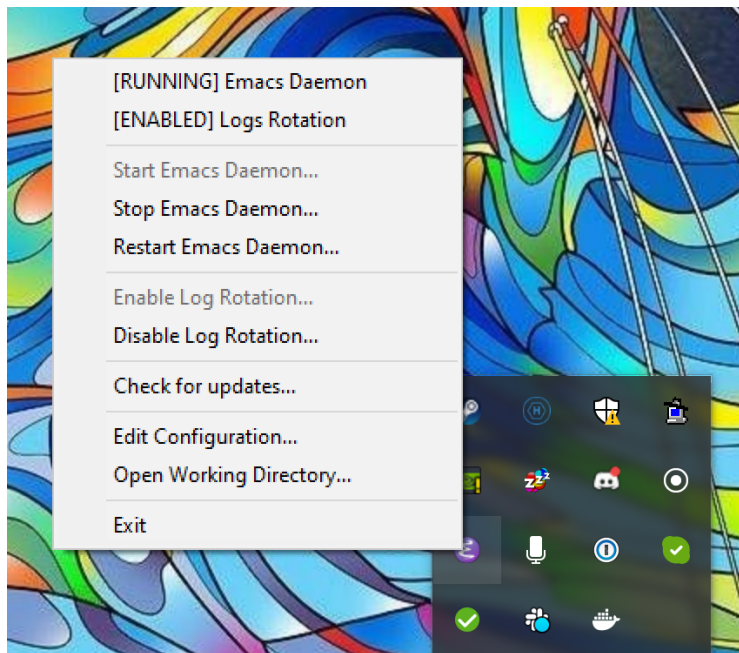 [RUNNING] Emacs Daemon
[ENABLED] Logs Rotation
Start Emacs Daemon...
Stop Emacs Daemon...
Restart Emacs Daemon...
Enable Log Rotation...
Disable Log Rotation...
Check for updates...
Edit Configuration...
Open Working Directory...
Exit